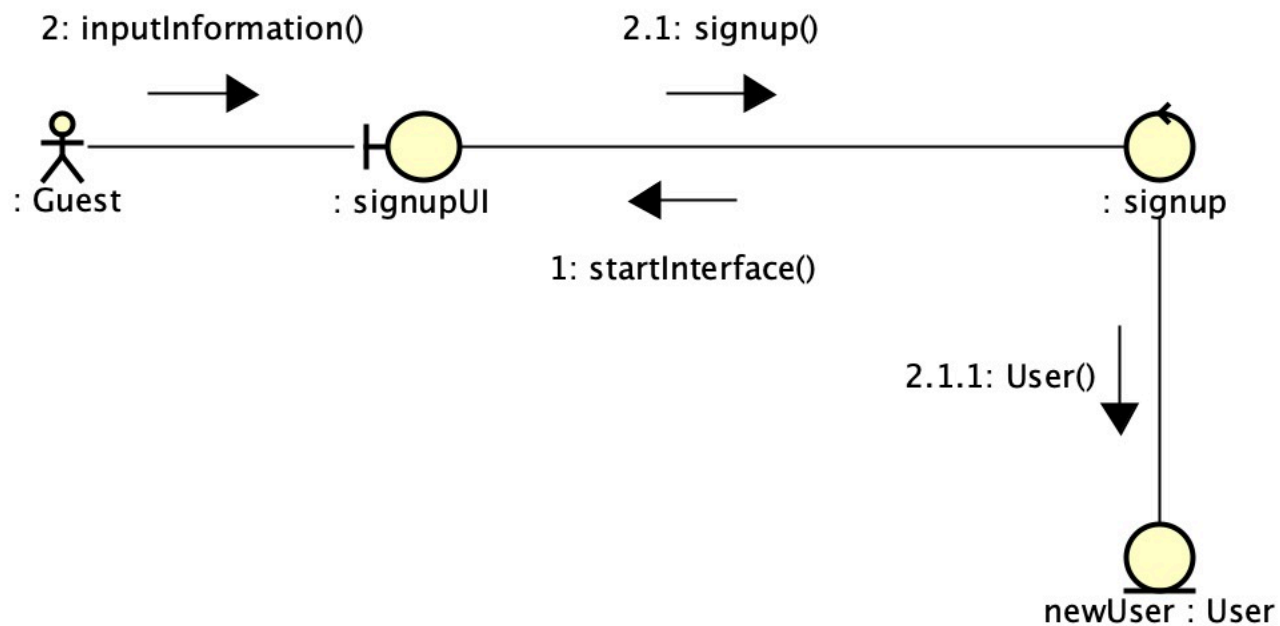 2: inputInformation()
2.1: signup()
: Guest
: signupUI
: signup
1: startInterface()
2.1.1: User()
newUser : User